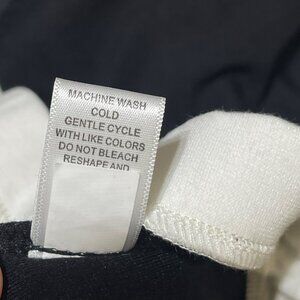 MACHINE WASH
COLD
GENTLE CYCLE
WITH LIKE COLORS
DO NOT BLEACH
RESHAPE AND